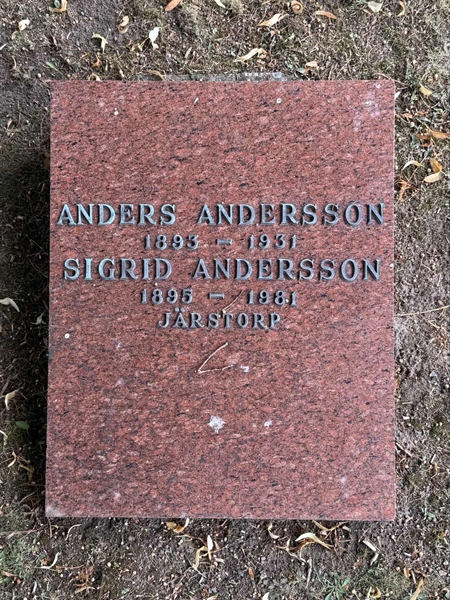 ANDERS ANDERSSON
1893 – 1931
SIGRID ANDERSSON
1895 – 1981
JÄRSTORP